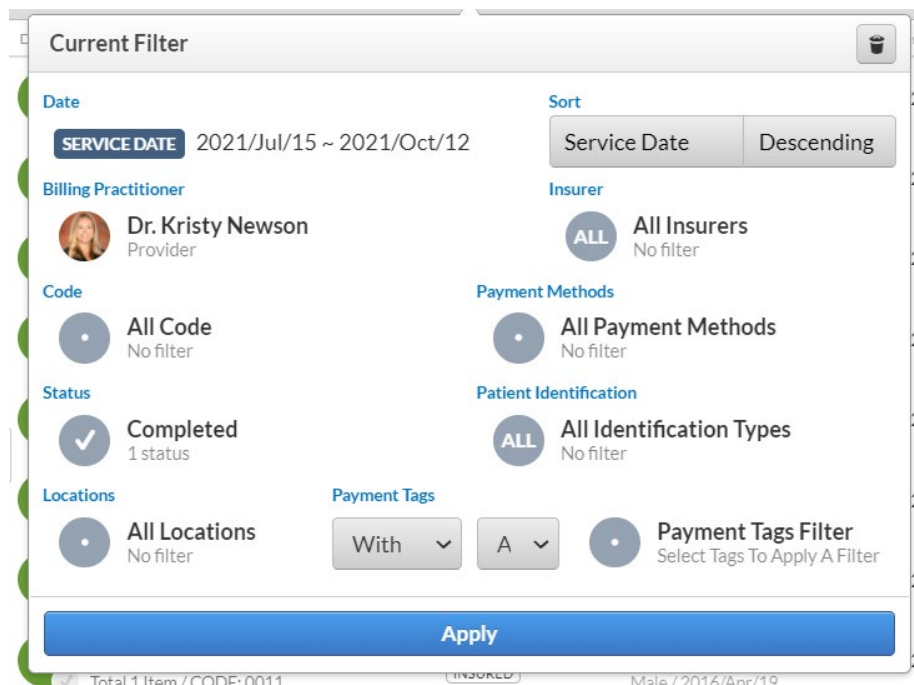 Current Filter
Date
Sort
SERVICE DATE 2021/Jul/15 ~ 2021/Oct/12
Service Date Descending
Billing Practitioner
Insurer
Dr. Kristy Newson
Provider
ALL
All Insurers
No filter
Code
Payment Methods
All Code
No filter
All Payment Methods
No filter
Status
Patient Identification
Completed
1 status
ALL
All Identification Types
No filter
Locations
Payment Tags
All Locations
No filter
With
A
Payment Tags Filter
Select Tags To Apply A Filter
Apply
Total 1 Item / CODE: 0011
INSURED
Male / 2016/Apr/19